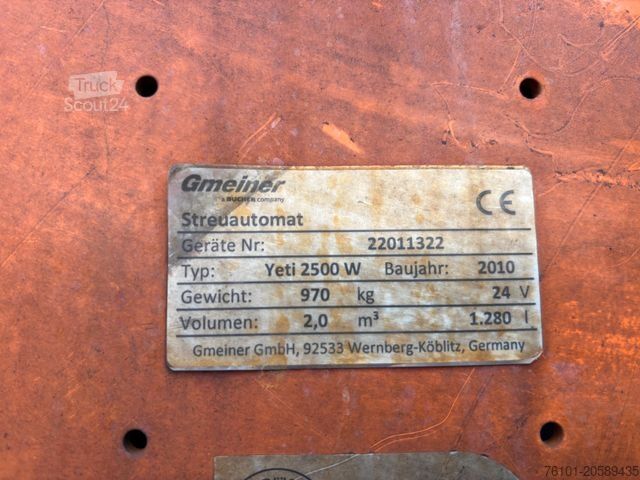 Truck
Scout24
Gmeiner
a BUCHER company
CE
Streuautomat
Geräte Nr: 22011322
Typ: Yeti 2500 W Baujahr: 2010
Gewicht: 970 kg 24 V
Volumen: 2,0 m³ 1.280 l
Gmeiner GmbH, 92533 Wernberg-Köblitz, Germany
76101-20589435